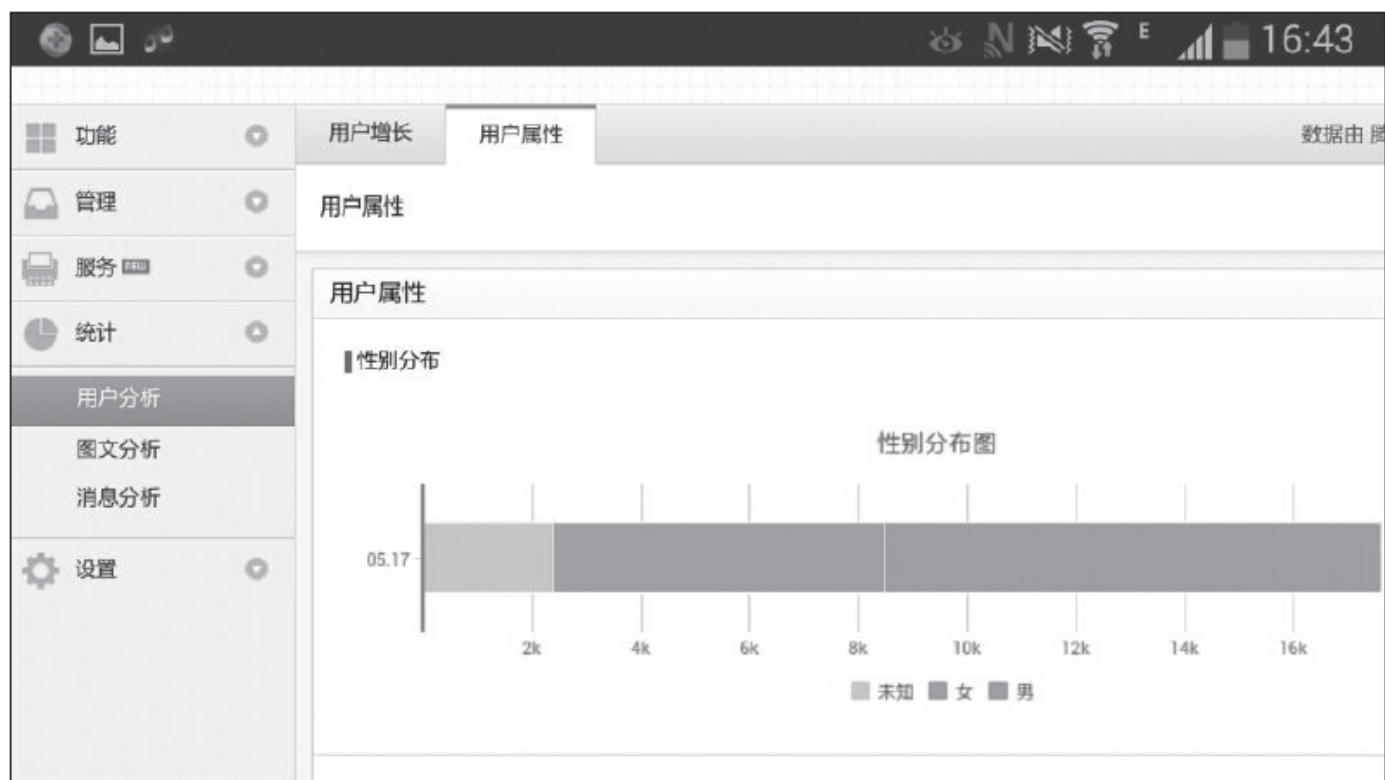 E 16:43
功能
用户增长
用户属性
数据由
管理
用户属性
服务
用户属性
统计
性别分布
用户分析
性别分布图
图文分析
消息分析
05.17
设置
2k 4k 6k 8k 10k 12k 14k 16k
未知 女 男